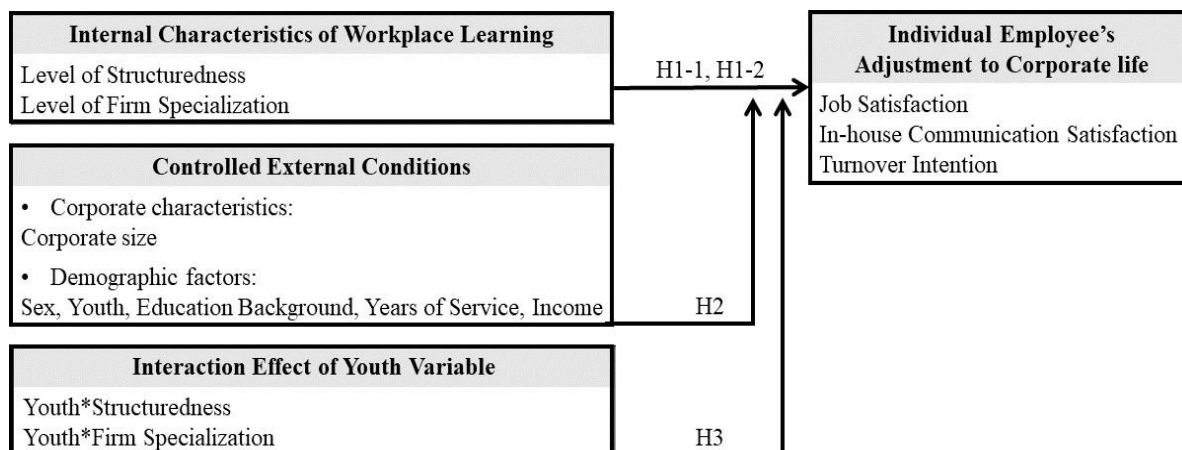 Internal Characteristics of Workplace Learning
Level of Structuredness
Level of Firm Specialization
H1-1, H1-2
Individual Employee's
Adjustment to Corporate life
Job Satisfaction
In-house Communication Satisfaction
Turnover Intention
Controlled External Conditions
• Corporate characteristics:
Corporate size
• Demographic factors:
Sex, Youth, Education Background, Years of Service, Income
H2
Interaction Effect of Youth Variable
Youth*Structuredness
Youth*Firm Specialization
H3